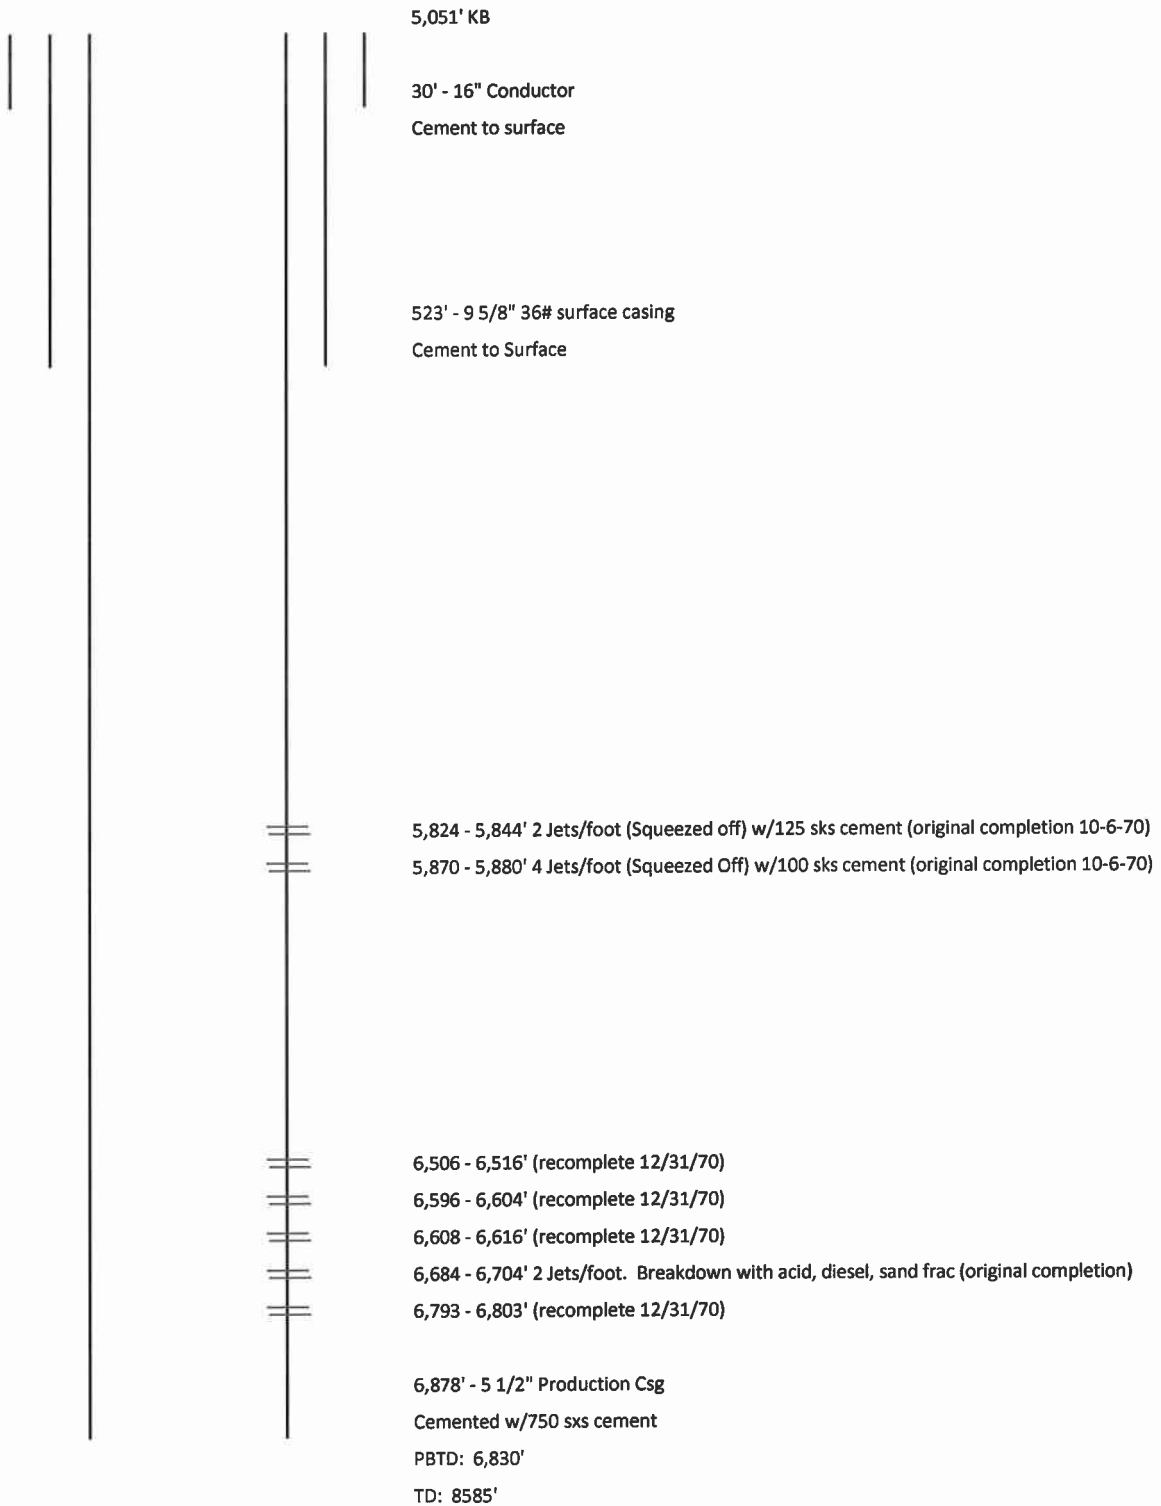 5,051' KB
30' - 16" Conductor
Cement to surface
523' - 9 5/8" 36# surface casing
Cement to Surface
5,824 - 5,844' 2 Jets/foot (Squeezed off) w/125 sks cement (original completion 10-6-70)
5,870 - 5,880' 4 Jets/foot (Squeezed Off) w/100 sks cement (original completion 10-6-70)
6,506 - 6,516' (recomplete 12/31/70)
6,596 - 6,604' (recomplete 12/31/70)
6,608 - 6,616' (recomplete 12/31/70)
6,684 - 6,704' 2 Jets/foot. Breakdown with acid, diesel, sand frac (original completion)
6,793 - 6,803' (recomplete 12/31/70)
6,878' - 5 1/2" Production Csg
Cemented w/750 sxs cement
PBTD: 6,830'
TD: 8585'